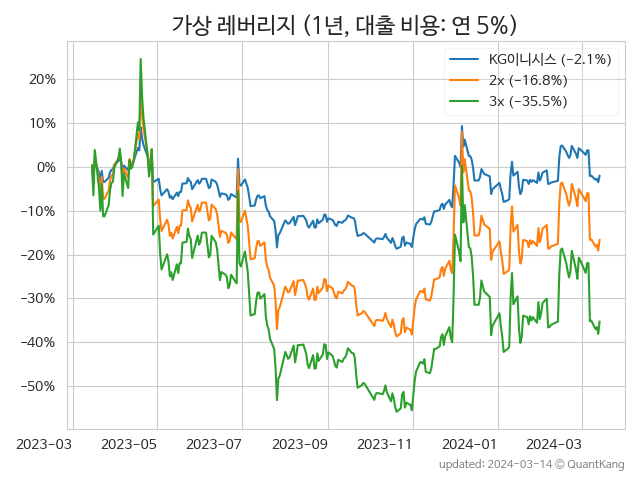 가상 레버리지 (1년, 대출 비용: 연 5%)
KG이니시스 (−2.1%)
2x (−16.8%)
3x (−35.5%)
20%
10%
0%
−10%
−20%
−30%
−40%
−50%
2023-03 2023-05 2023-07 2023-09 2023-11 2024-01 2024-03
updated: 2024-03-14 © QuantKang